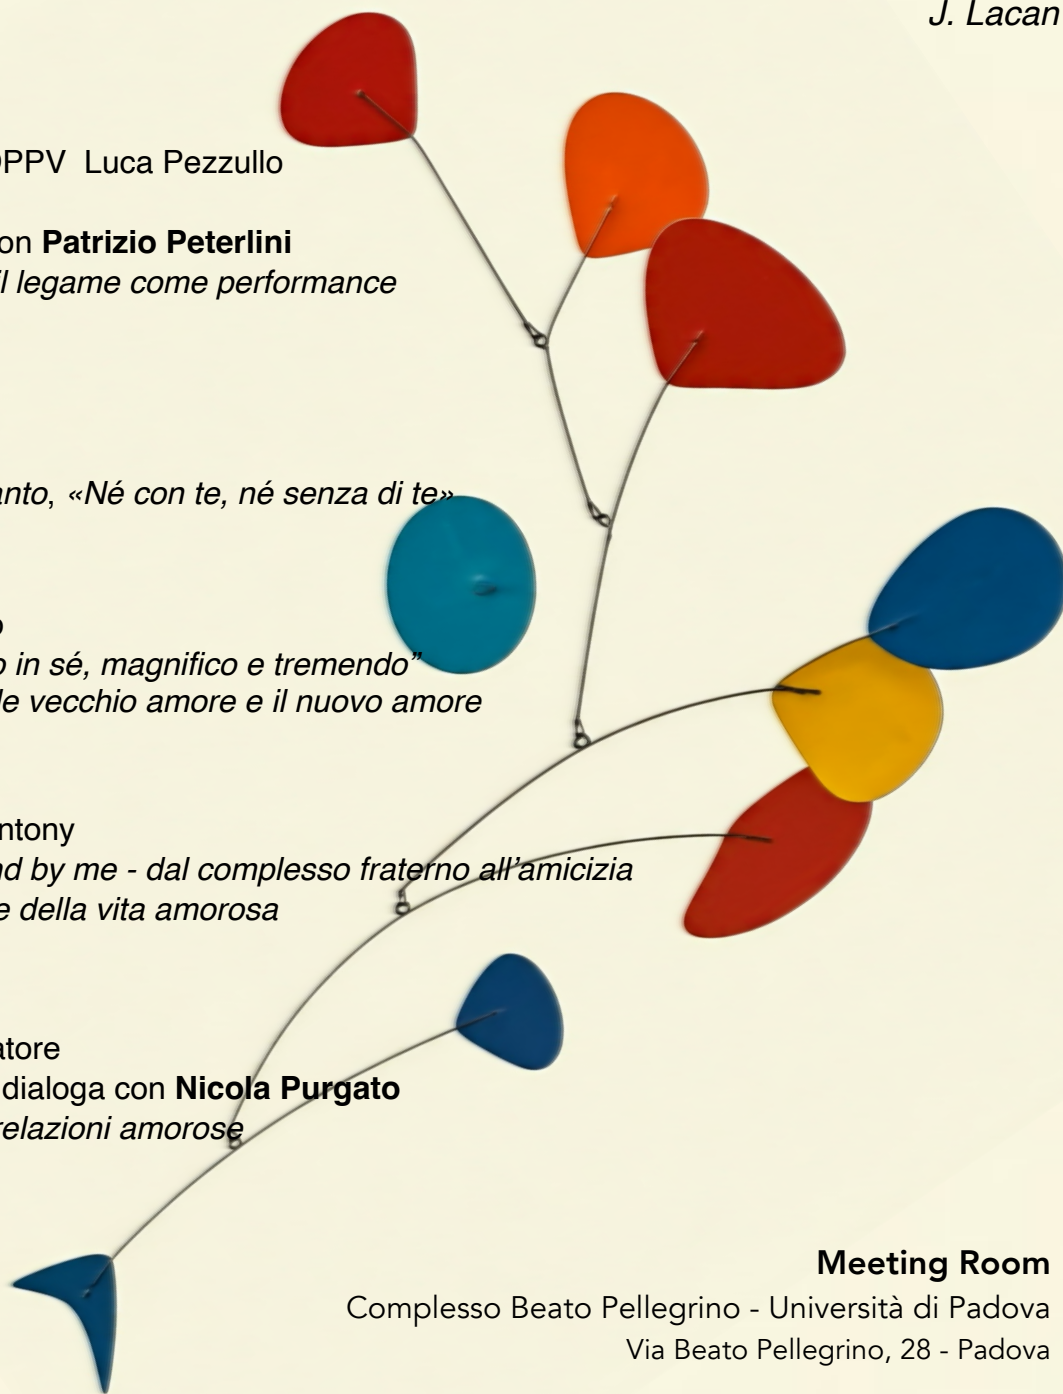 J. Lacan
OPPV Luca Pezzullo
on Patrizio Peterlini
l legame come performance
anto, «Né con te, né senza di te»
o
o in sé, magnifico e tremendo”
le vecchio amore e il nuovo amore
ntony
nd by me - dal complesso fraterno all’amicizia
e della vita amorosa
atore
dialoga con Nicola Purgato
relazioni amorose
Meeting Room
Complesso Beato Pellegrino - Università di Padova
Via Beato Pellegrino, 28 - Padova